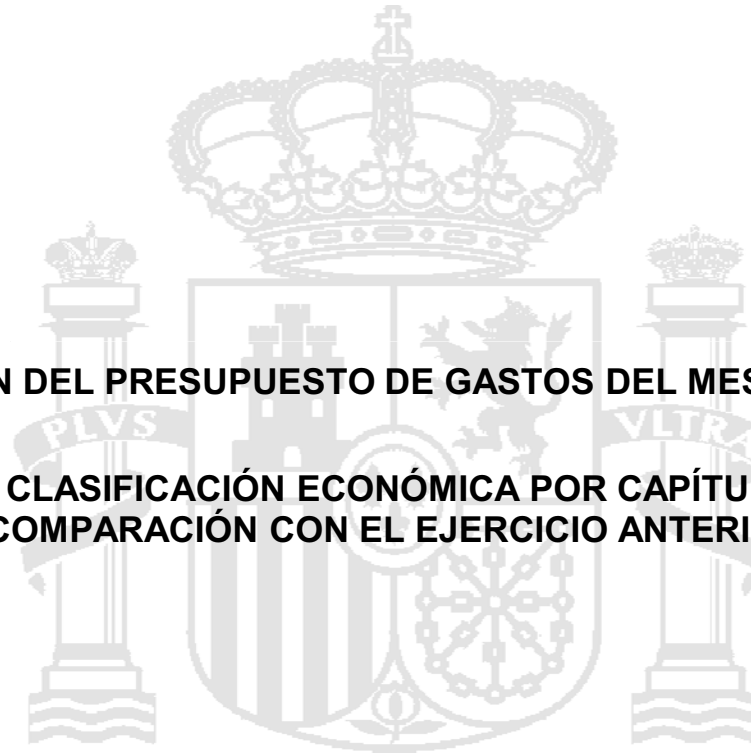 N DEL PRESUPUESTO DE GASTOS DEL MES
CLASIFICACIÓN ECONÓMICA POR CAPÍTU
COMPARACIÓN CON EL EJERCICIO ANTERI
PLVS
VLTRA